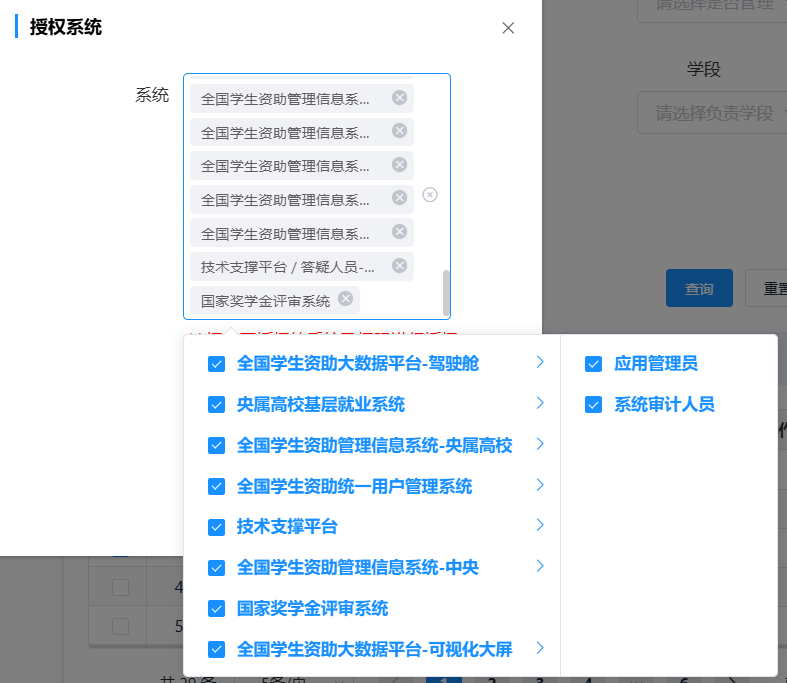 授权系统
请选择是否管理
学段
系统
请选择负责学段
全国学生资助管理信息系...
全国学生资助管理信息系...
全国学生资助管理信息系...
全国学生资助管理信息系...
全国学生资助管理信息系...
技术支撑平台 / 答疑人员-...
国家奖学金评审系统
查询
重置
全国学生资助大数据平台-驾驶舱
应用管理员
央属高校基层就业系统
系统审计人员
全国学生资助管理信息系统-央属高校
全国学生资助统一用户管理系统
技术支撑平台
全国学生资助管理信息系统-中央
4
国家奖学金评审系统
5
全国学生资助大数据平台-可视化大屏